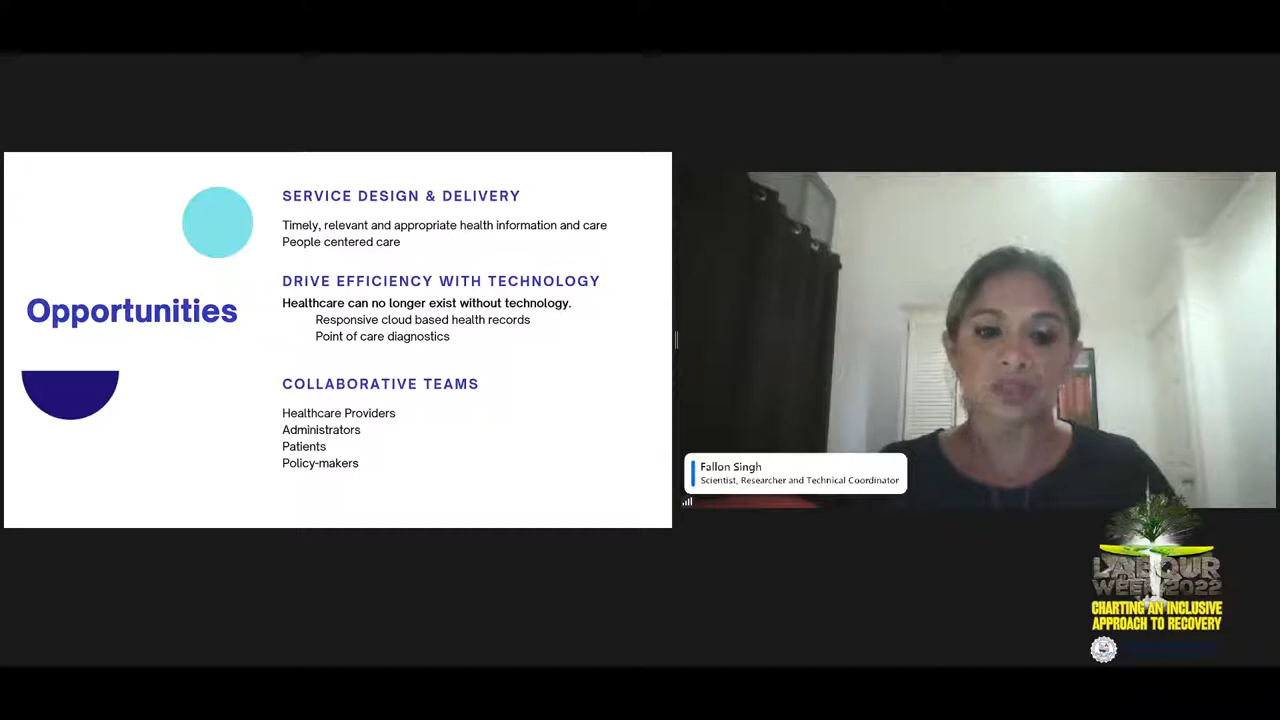 Opportunities
SERVICE DESIGN & DELIVERY
Timely, relevant and appropriate health information and care
People centered care
DRIVE EFFICIENCY WITH TECHNOLOGY
Healthcare can no longer exist without technology.
Responsive cloud based health records
Point of care diagnostics
COLLABORATIVE TEAMS
Healthcare Providers
Administrators
Patients
Policy-makers
Fallon Singh
Scientist, Researcher and Technical Coordinator
LABOUR
WEEK 2022
CHARTING AN INCLUSIVE
APPROACH TO RECOVERY